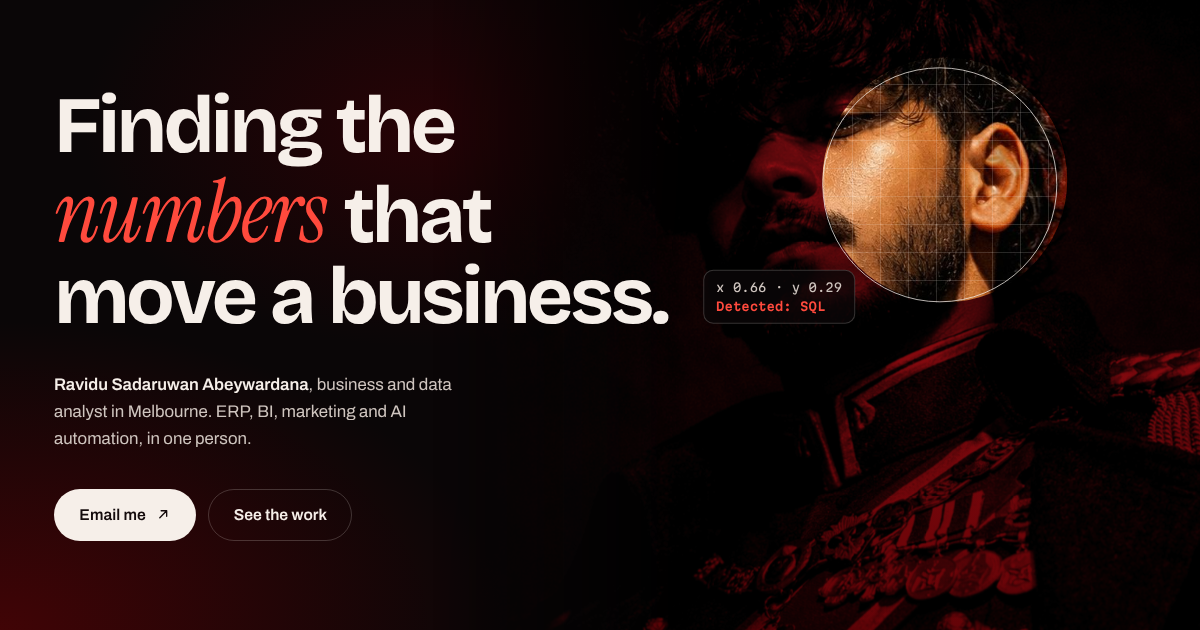 Finding the
numbers that
move a business.
x 0.66 · y 0.29
Detected: SQL
Ravidu Sadaruwan Abeywardana, business and data
analyst in Melbourne. ERP, BI, marketing and AI
automation, in one person.
Email me ↗
See the work